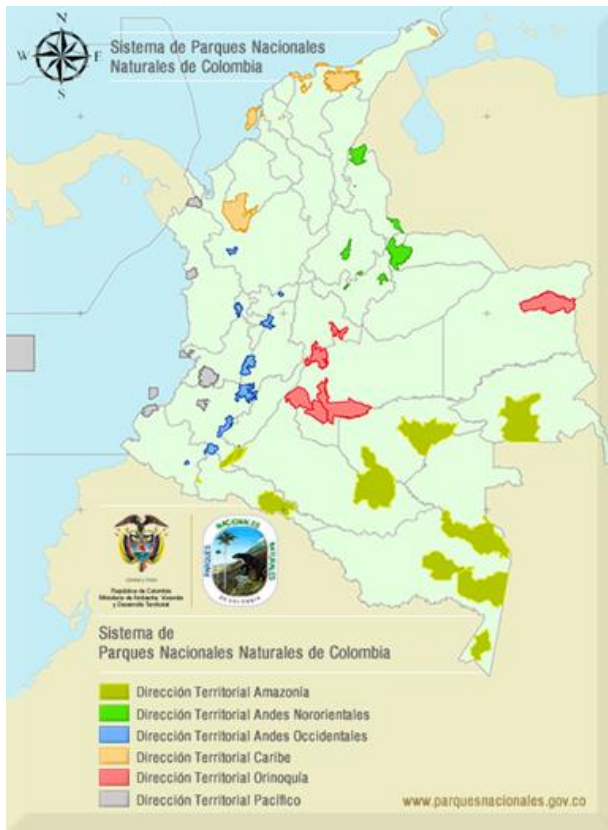 N
W
E
S
Sistema de Parques Nacionales
Naturales de Colombia
República de Colombia
Ministerio de Ambiente, Vivienda
y Desarrollo Territorial
PARQUES
NACIONALES
NATURALES
DE COLOMBIA
Sistema de
Parques Nacionales Naturales de Colombia
Dirección Territorial Amazonía
Dirección Territorial Andes Nororientales
Dirección Territorial Andes Occidentales
Dirección Territorial Caribe
Dirección Territorial Orinoquía
Dirección Territorial Pacífico
www.parquesnacionales.gov.co